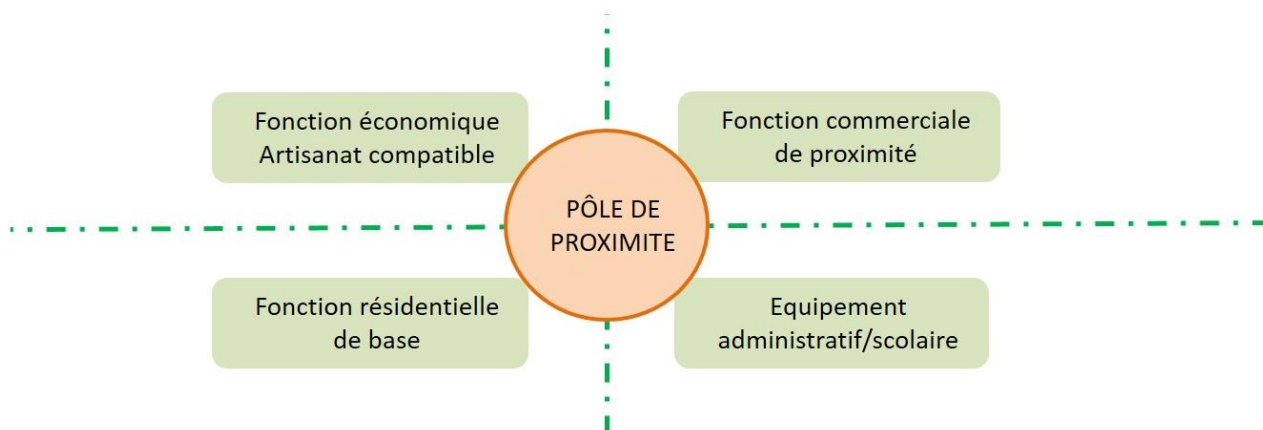 Fonction économique
Artisanat compatible
Fonction commerciale
de proximité
PÔLE DE
PROXIMITE
Fonction résidentielle
de base
Equipement
administratif/scolaire